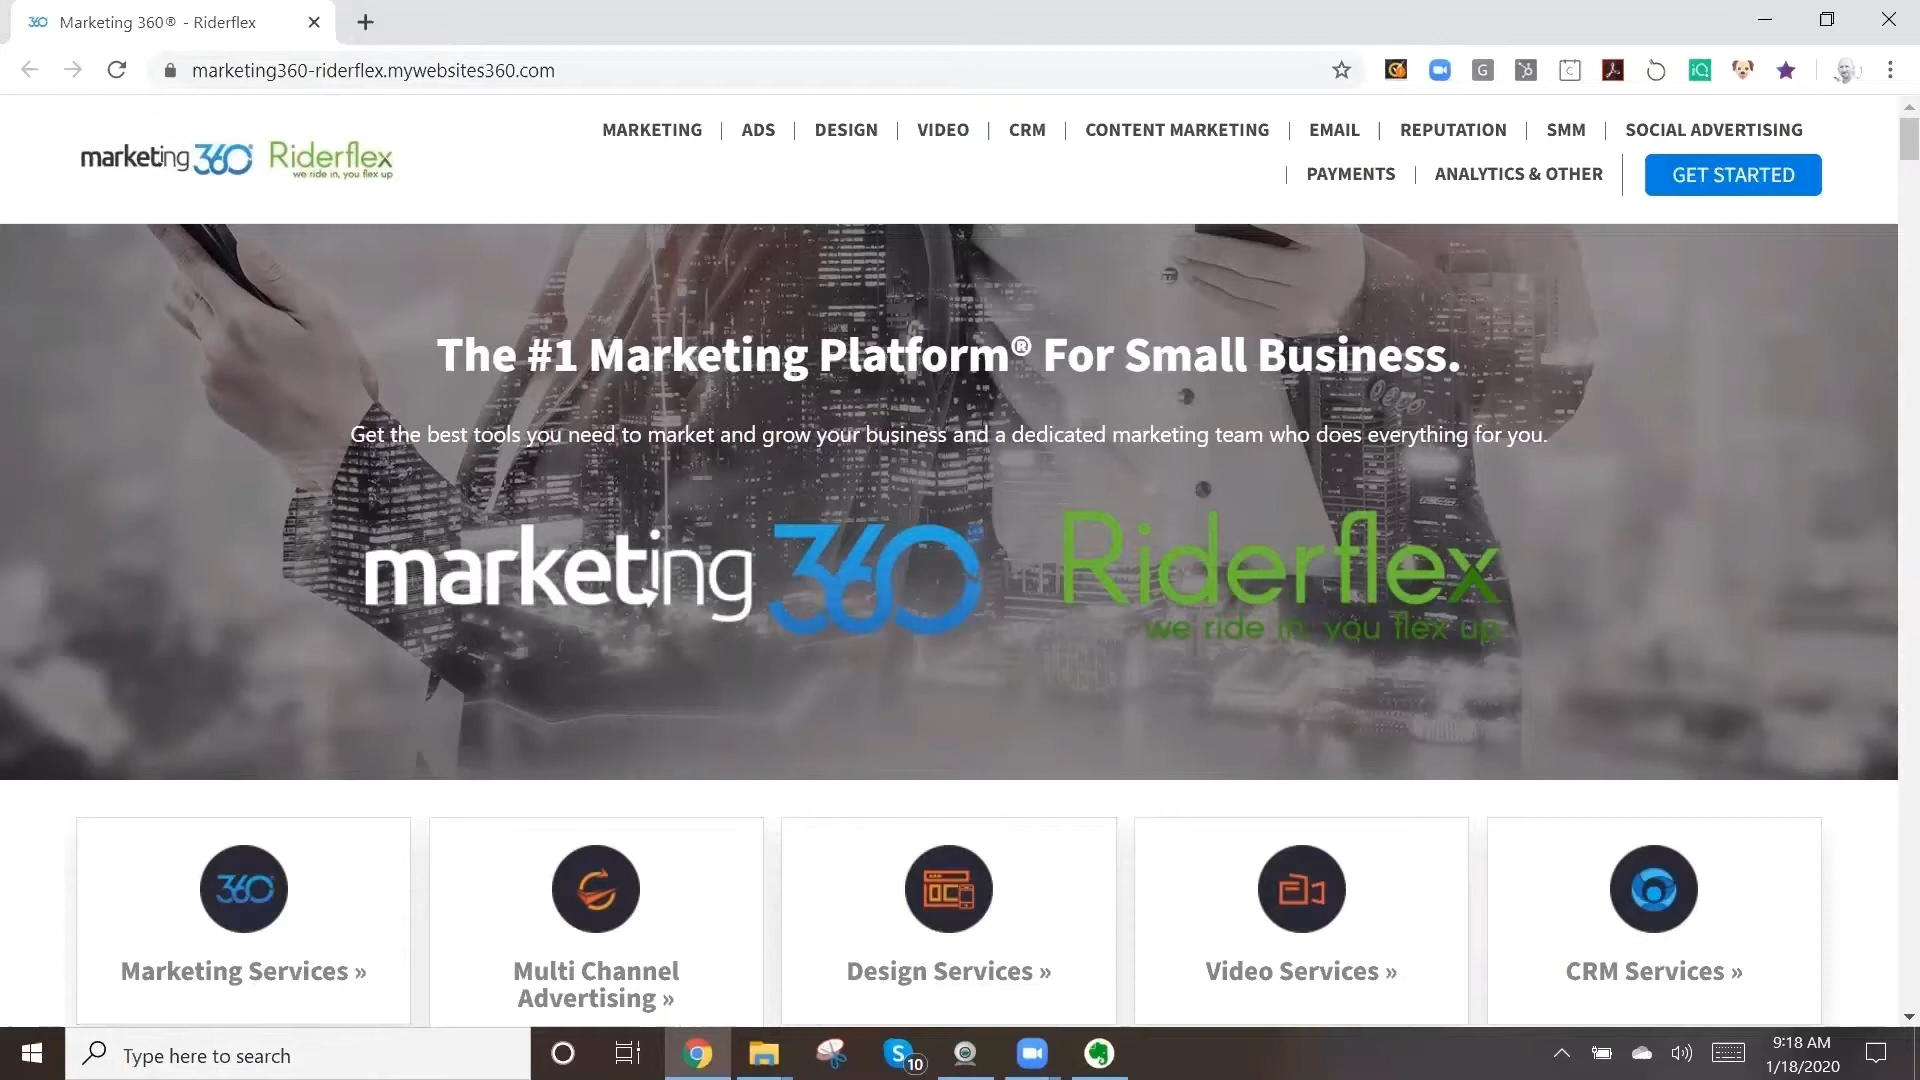 Marketing 360® - Riderflex
marketing360-riderflex.mywebsites360.com
marketing 360® Riderflex
we ride in, you flex up
MARKETING | ADS | DESIGN | VIDEO | CRM | CONTENT MARKETING | EMAIL | REPUTATION | SMM | SOCIAL ADVERTISING
| PAYMENTS | ANALYTICS & OTHER
GET STARTED
The #1 Marketing Platform® For Small Business.
Get the best tools you need to market and grow your business and a dedicated marketing team who does everything for you.
marketing 360® Riderflex
we ride in, you flex up
360
Marketing Services »
Multi Channel
Advertising »
Design Services »
Video Services »
CRM Services »
Type here to search
10
9:18 AM
1/18/2020